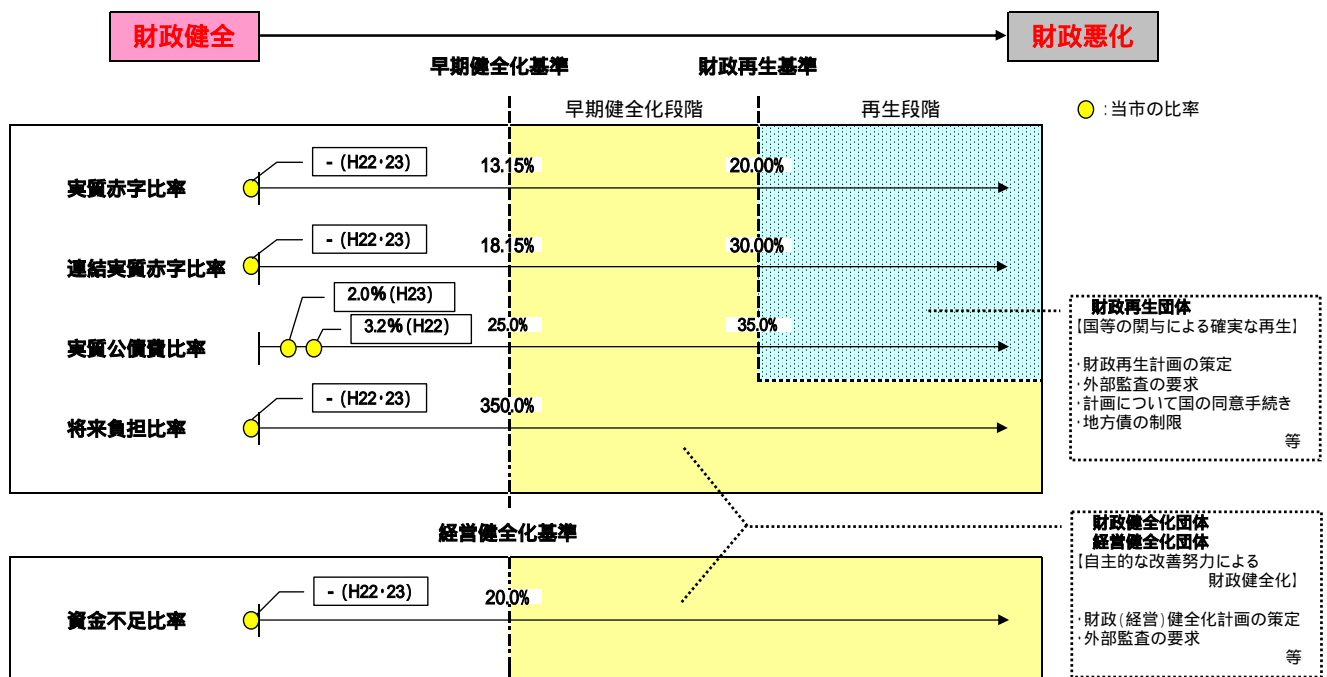 財政健全
財政悪化
早期健全化基準
財政再生基準
早期健全化段階
再生段階
:当市の比率
- (H22・23)
13.15%
20.00%
実質赤字比率
- (H22・23)
18.15%
30.00%
連結実質赤字比率
2.0%(H23)
3.2%(H22)
25.0%
35.0%
実質公債費比率
- (H22・23)
350.0%
将来負担比率
財政再生団体
【国等の関与による確実な再生】
・財政再生計画の策定
・外部監査の要求
・計画について国の同意手続き
・地方債の制限
等
経営健全化基準
- (H22・23)
20.0%
資金不足比率
財政健全化団体
経営健全化団体
【自主的な改善努力による
財政健全化】
・財政(経営)健全化計画の策定
・外部監査の要求
等